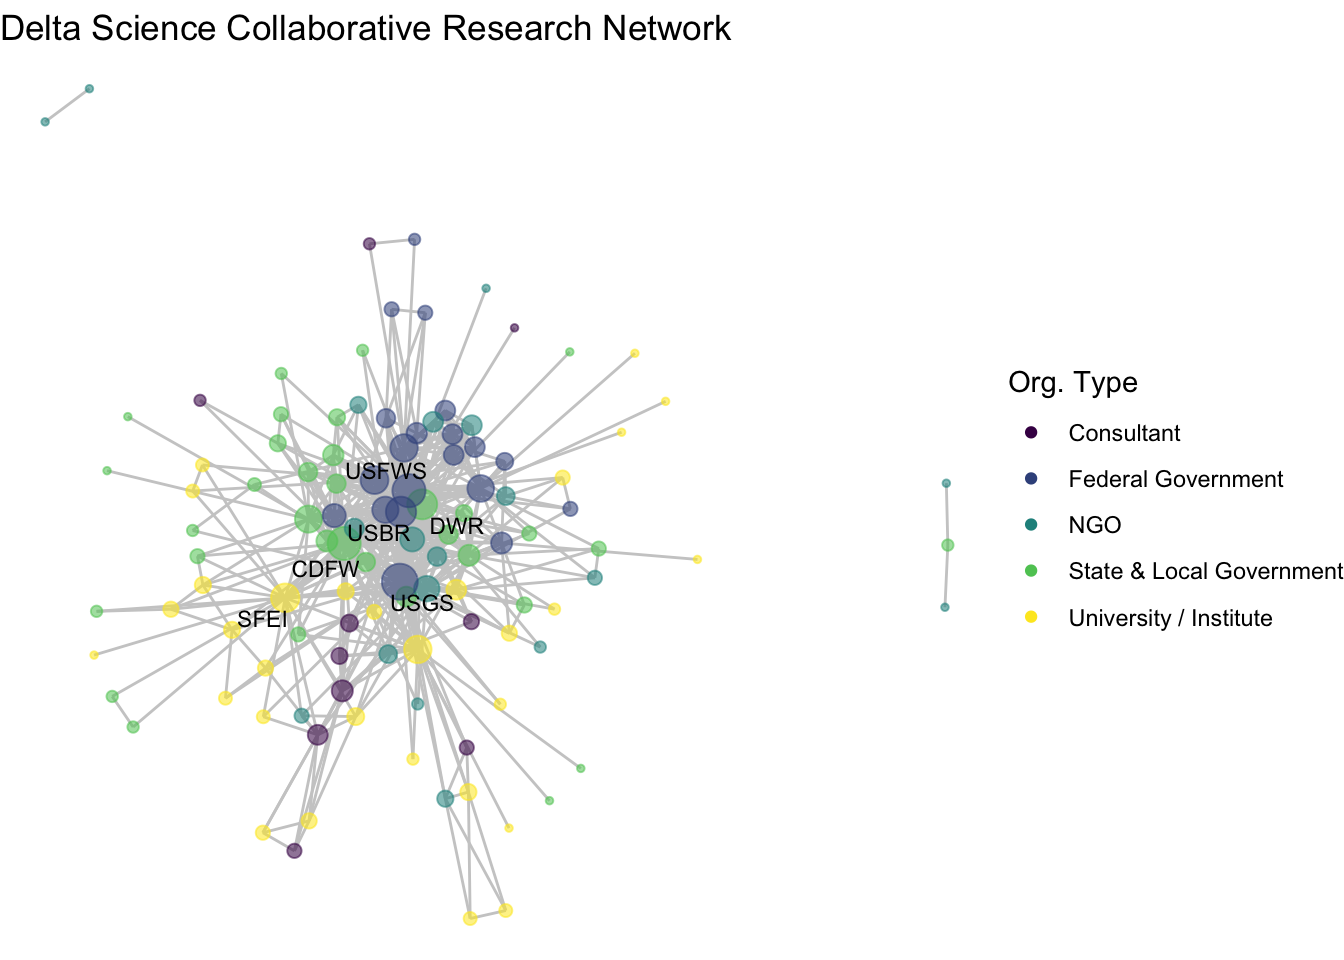 Delta Science Collaborative Research Network
USFWS
USBR
DWR
CDFW
USGS
SFEI
Org. Type
Consultant
Federal Government
NGO
State & Local Government
University / Institute